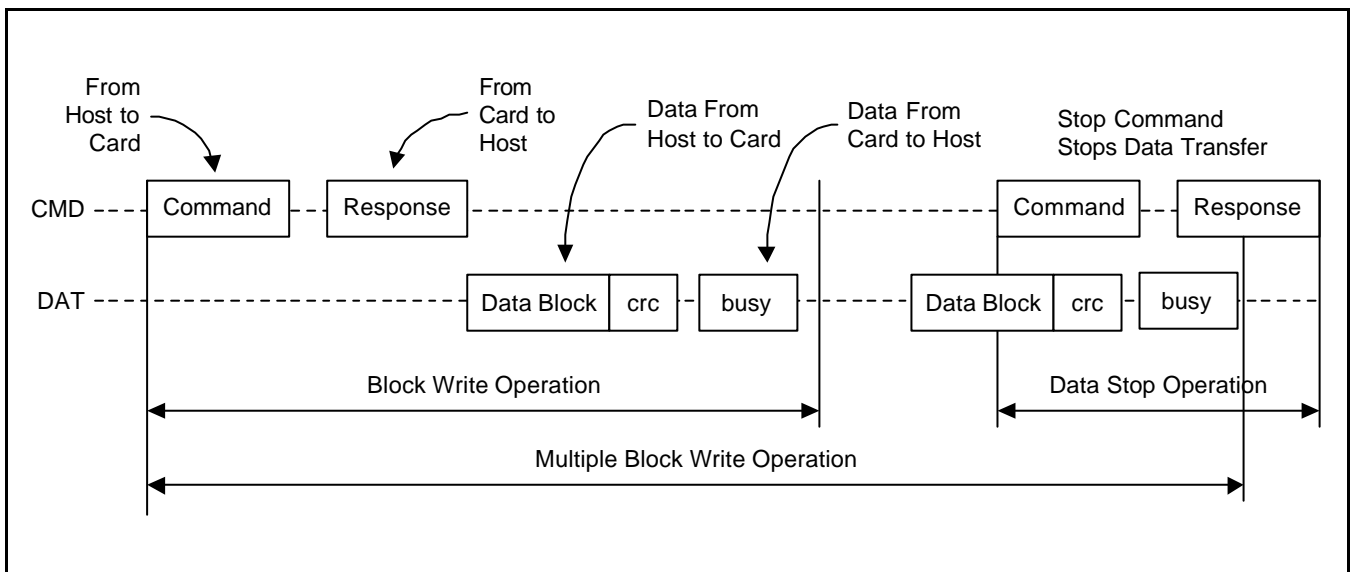 From
Host to
Card
From
Card to
Host
Data From
Host to Card
Data From
Card to Host
Stop Command
Stops Data Transfer
CMD Command Response Command Response
DAT Data Block crc busy Data Block crc busy
Block Write Operation Data Stop Operation
Multiple Block Write Operation